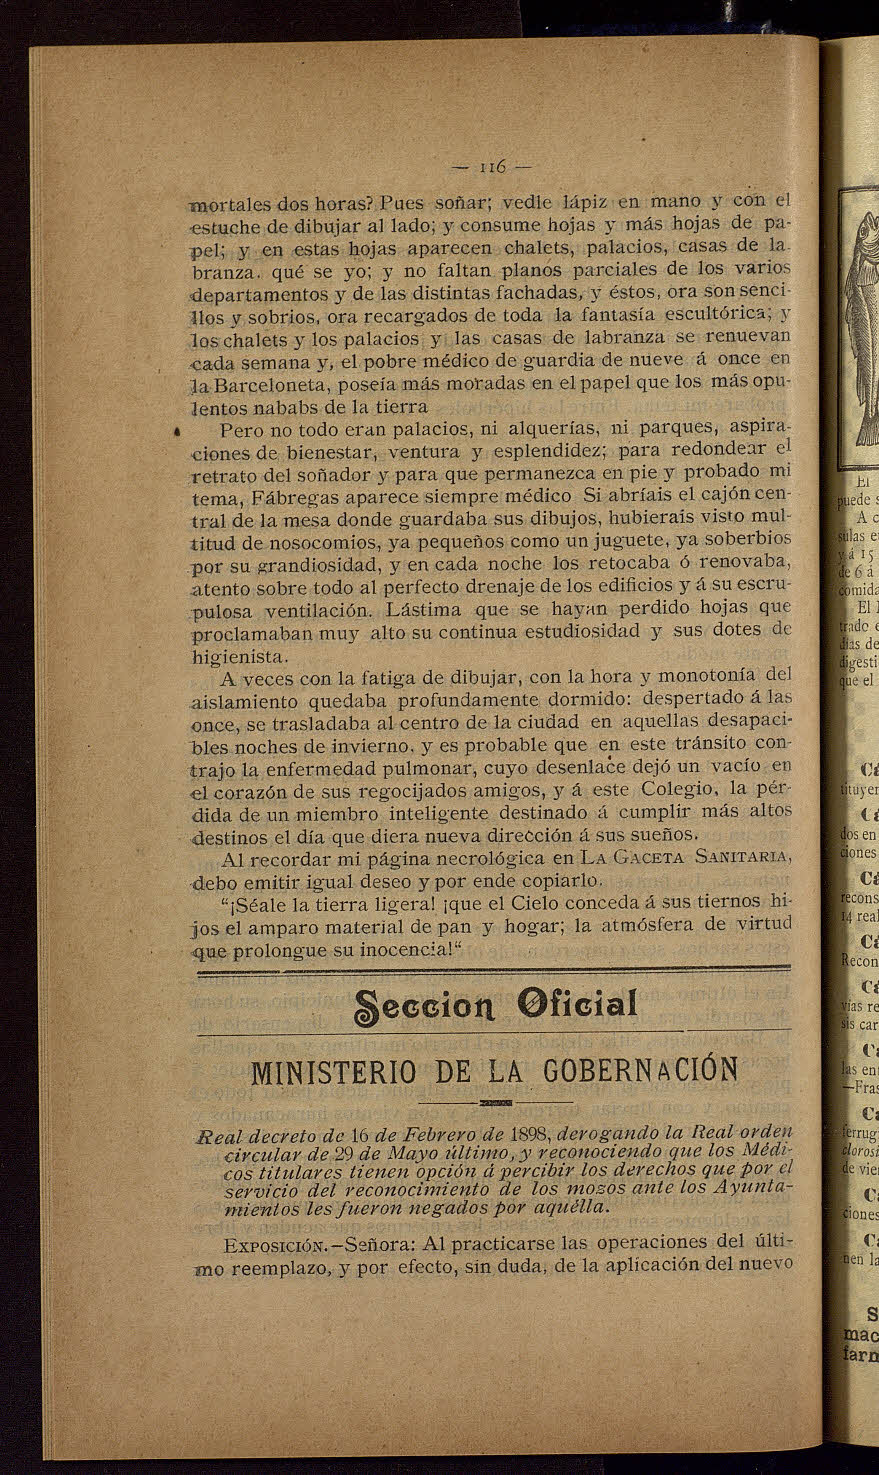 — 116 —
mortales dos horas? Pues soñar; vedle lápiz en mano y con el
estuche de dibujar al lado; y consume hojas y más hojas de pa-
pel; y en estas hojas aparecen chalets, palacios, casas de la-
branza, qué se yo; y no faltan planos parciales de los varios
departamentos y de las distintas fachadas, y éstos, ora son senci-
llos y sobrios, ora recargados de toda la fantasía escultórica; y
los chalets y los palacios y las casas de labranza se renuevan
cada semana y, el pobre médico de guardia de nueve á once en
la Barceloneta, poseía más moradas en el papel que los más opu-
lentos nababs de la tierra
Pero no todo eran palacios, ni alquerías, ni parques, aspira-
ciones de bienestar, ventura y esplendidez; para redondear el
retrato del soñador y para que permanezca en pie y probado mi
tema, Fábregas aparece siempre médico Si abríais el cajón cen-
tral de la mesa donde guardaba sus dibujos, hubierais visto mul-
titud de nosocomios, ya pequeños como un juguete, ya soberbios
por su grandiosidad, y en cada noche los retocaba ó renovaba,
atento sobre todo al perfecto drenaje de los edificios y á su escru-
pulosa ventilación. Lástima que se hayan perdido hojas que
proclamaban muy alto su continua estudiosidad y sus dotes de
higienista.
A veces con la fatiga de dibujar, con la hora y monotonía del
aislamiento quedaba profundamente dormido: despertado á las
once, se trasladaba al centro de la ciudad en aquellas desapaci-
bles noches de invierno, y es probable que en este tránsito con-
trajo la enfermedad pulmonar, cuyo desenlace dejó un vacío en
el corazón de sus regocijados amigos, y á este Colegio, la pér-
dida de un miembro inteligente destinado á cumplir más altos
destinos el día que diera nueva dirección á sus sueños.
Al recordar mi página necrológica en LA GACETA SANITARIA,
debo emitir igual deseo y por ende copiarlo.
“¡Séale la tierra ligera! ¡que el Cielo conceda á sus tiernos hi-
jos el amparo material de pan y hogar; la atmósfera de virtud
que prolongue su inocencia!“
Seccion Oficial
MINISTERIO DE LA GOBERNACIÓN
Real decreto de 16 de Febrero de 1898, derogando la Real orden
circular de 29 de Mayo último, y reconociendo que los Médi-
cos titulares tienen opción á percibir los derechos que por el
servicio del reconocimiento de los mozos ante los Ayunta-
mientos les fueron negados por aquélla.
EXPOSICIÓN.—Señora: Al practicarse las operaciones del últi-
mo reemplazo, y por efecto, sin duda, de la aplicación del nuevo
El
puede
A
y á 15
de 6 á
El
digesti
que el